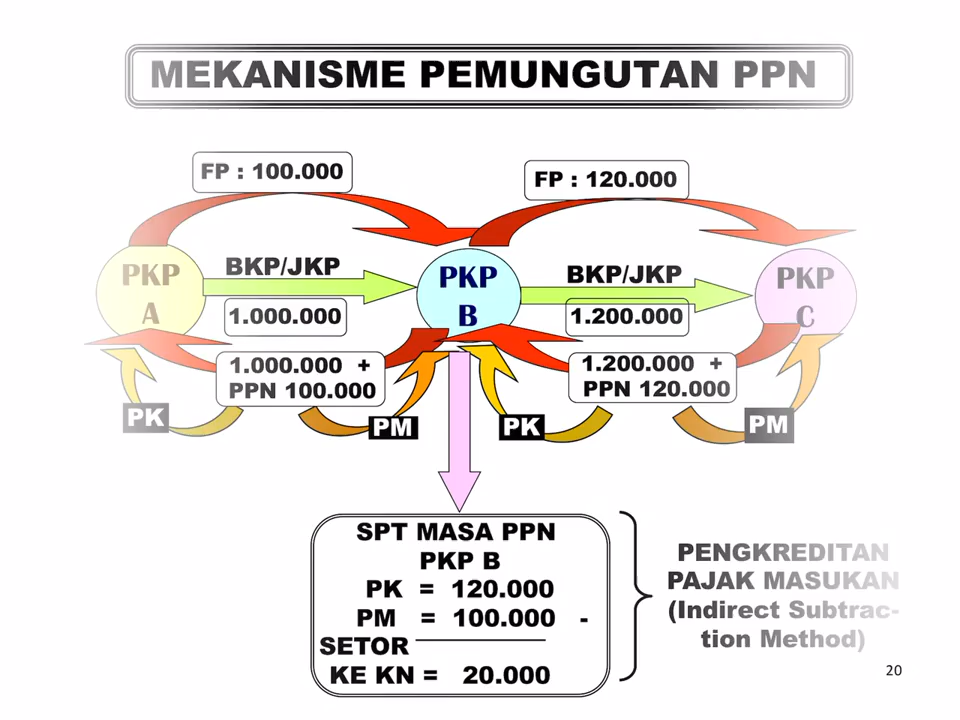 MEKANISME PEMUNGUTAN PPN
FP : 100.000
FP : 120.000
PKP
A
BKP/JKP
1.000.000
PKP
B
BKP/JKP
1.200.000
PKP
C
1.000.000 +
PPN 100.000
1.200.000 +
PPN 120.000
PK
PM
PK
PM
SPT MASA PPN
PKP B
PK = 120.000
PM = 100.000 -
SETOR
KE KN = 20.000
PENGKREDITAN
PAJAK MASUKAN
(Indirect Subtrac-
tion Method)
20